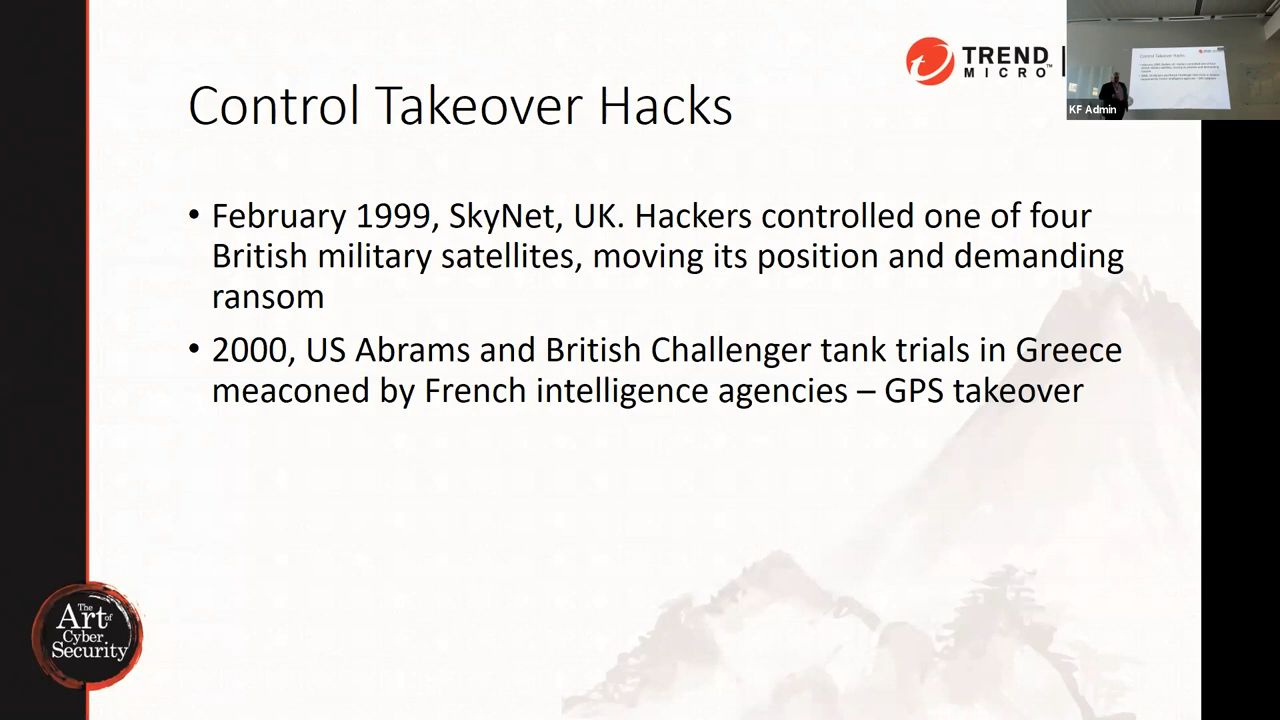 TREND
MICRO™
KF Admin
Control Takeover Hacks
• February 1999, SkyNet, UK. Hackers controlled one of four
British military satellites, moving its position and demanding
ransom
• 2000, US Abrams and British Challenger tank trials in Greece
meaconed by French intelligence agencies – GPS takeover
The
Art of
Cyber
Security